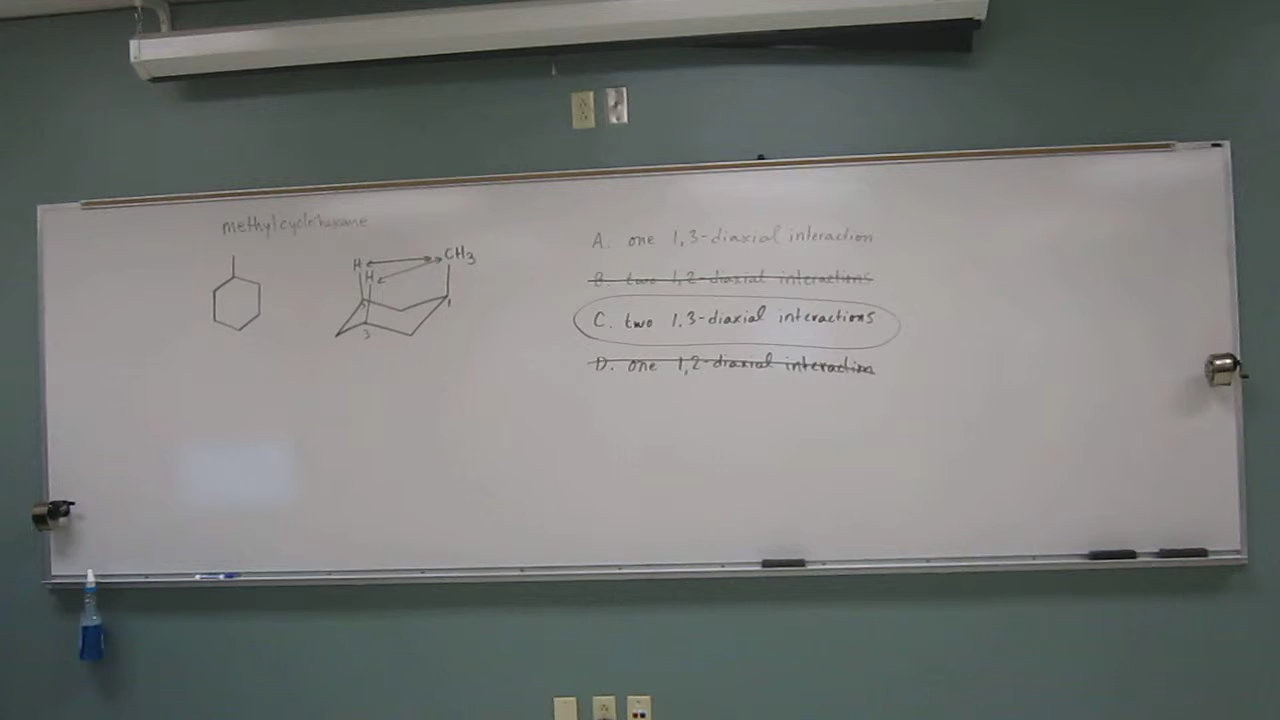 methylcyclohexane
H
CH3
H
1
3
A. one 1,3-diaxial interaction
B. two 1,2-diaxial interactions
C. two 1,3-diaxial interactions
D. one 1,2-diaxial interaction